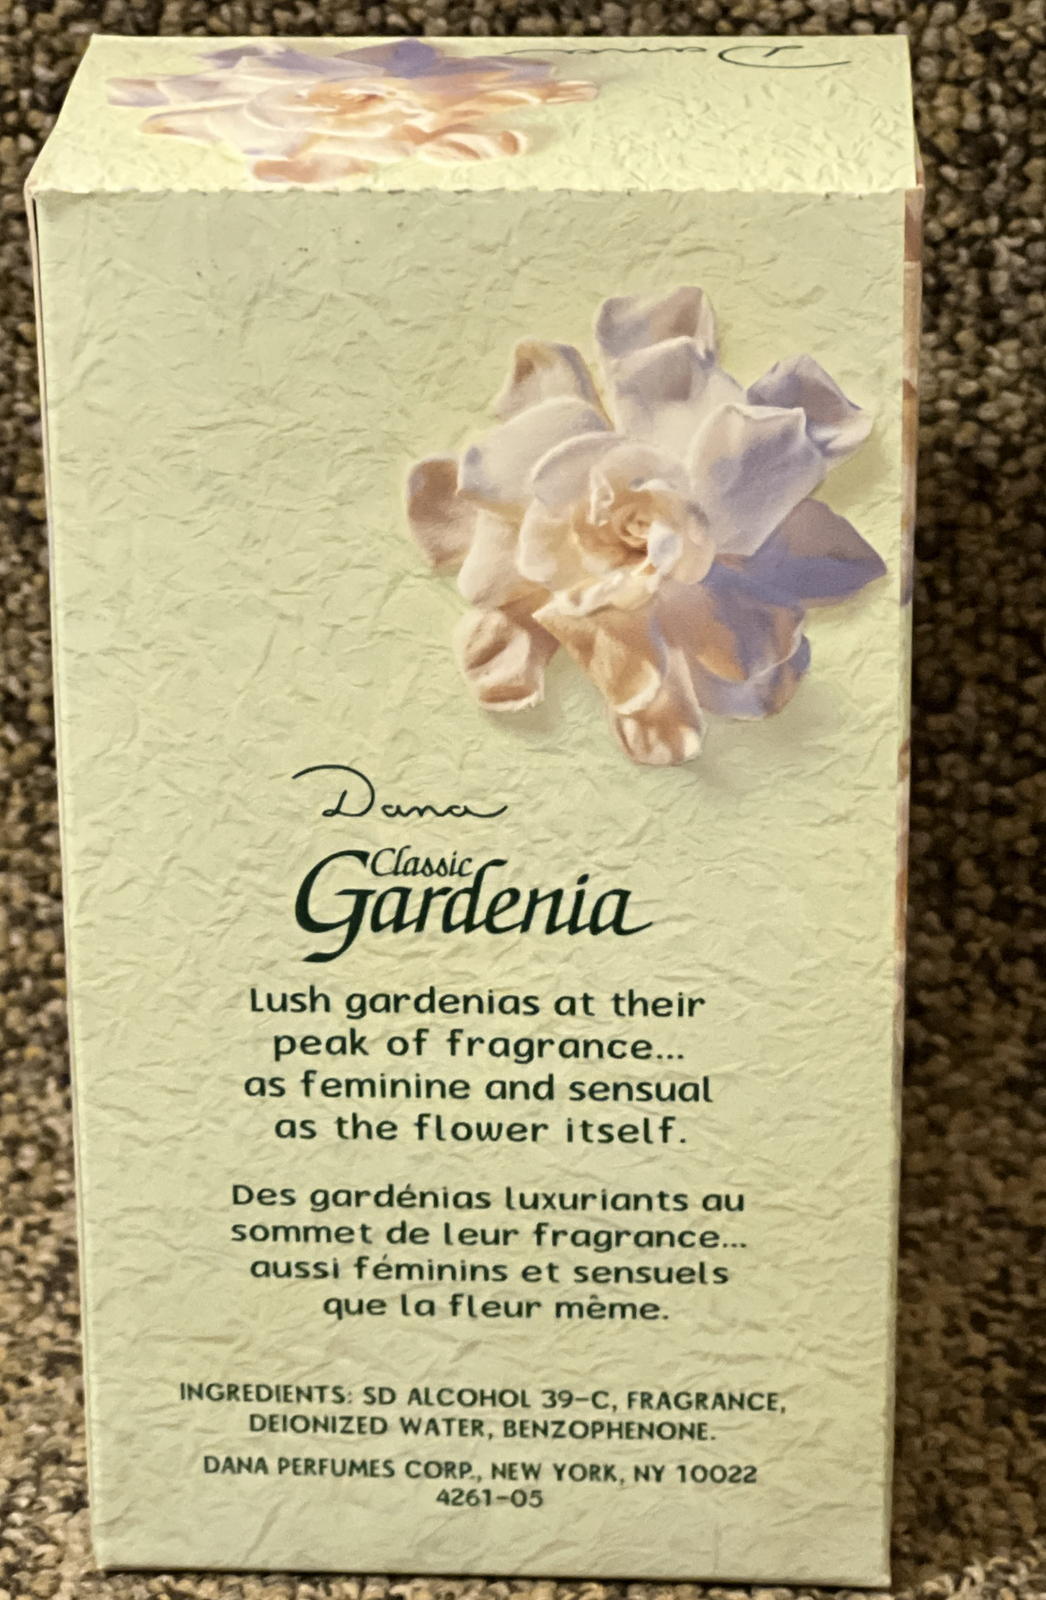 Dana
Dana
Classic
Gardenia
Lush gardenias at their
peak of fragrance...
as feminine and sensual
as the flower itself.
Des gardénias luxuriants au
sommet de leur fragrance...
aussi féminins et sensuels
que la fleur même.
INGREDIENTS: SD ALCOHOL 39-C, FRAGRANCE,
DEIONIZED WATER, BENZOPHENONE.
DANA PERFUMES CORP., NEW YORK, NY 10022
4261-05